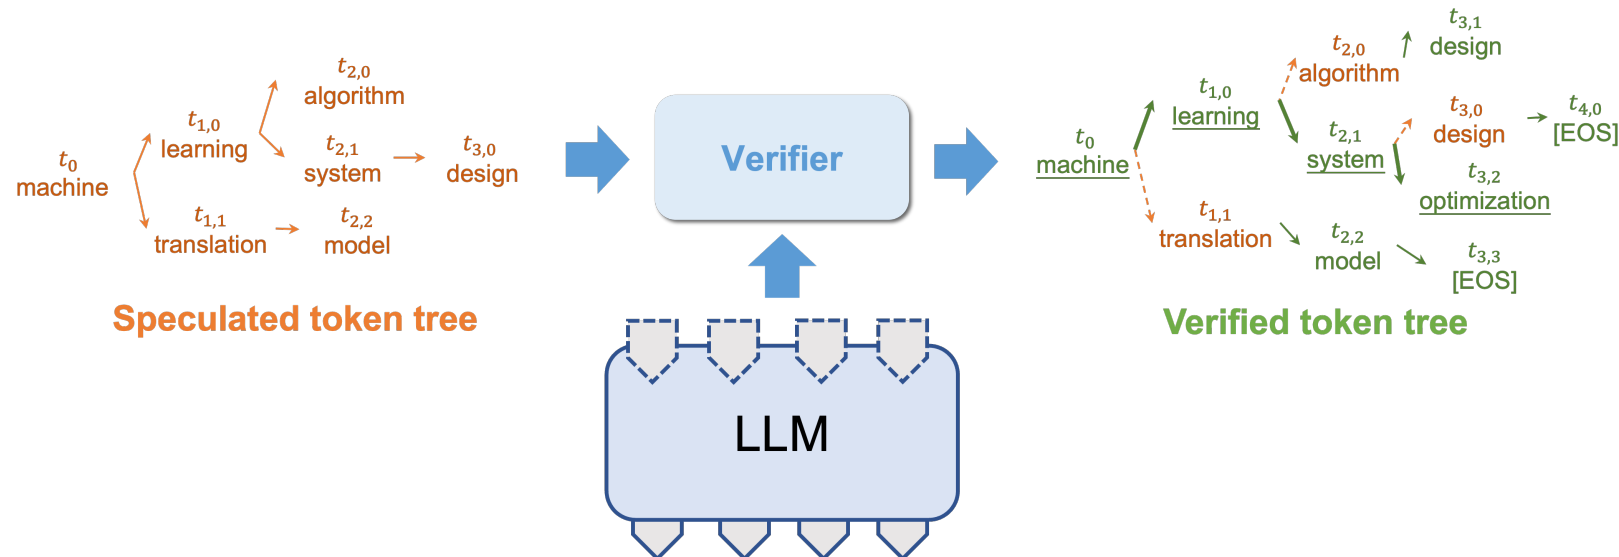 t2,0
algorithm
t1,0
learning
t0
machine
t2,1
system
t3,0
design
t1,1
translation
t2,2
model
Speculated token tree
Verifier
LLM
t3,1
design
t2,0
algorithm
t1,0
learning
t0
machine
t3,0
design
t4,0
[EOS]
t2,1
system
t3,2
optimization
t1,1
translation
t2,2
model
t3,3
[EOS]
Verified token tree